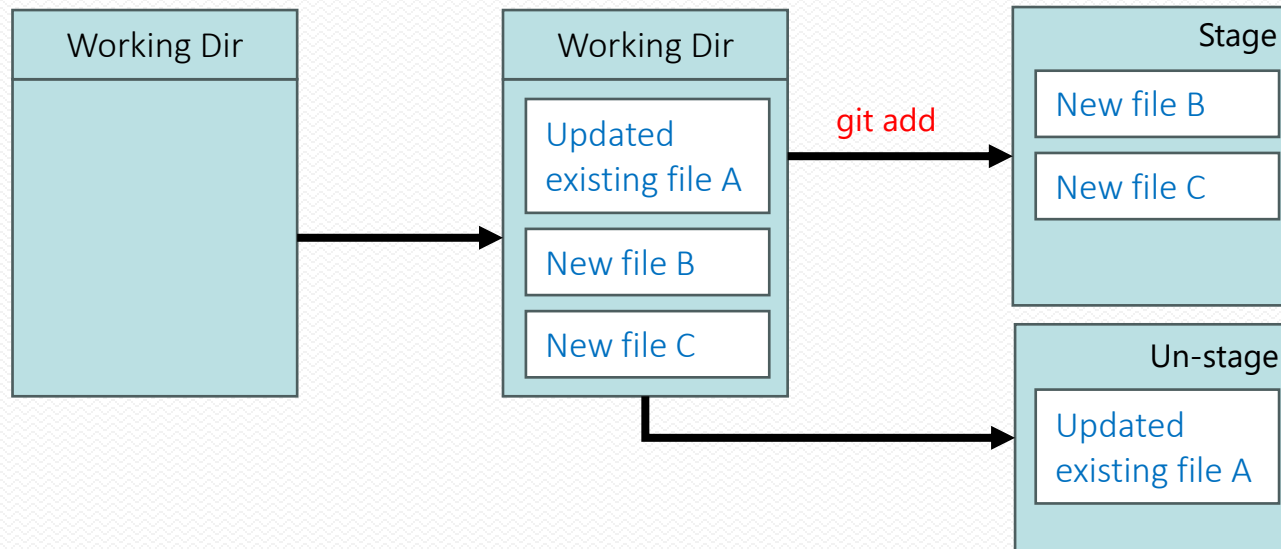 Working Dir
Working Dir
Updated
existing file A
New file B
New file C
git add
Stage
New file B
New file C
Un-stage
Updated
existing file A